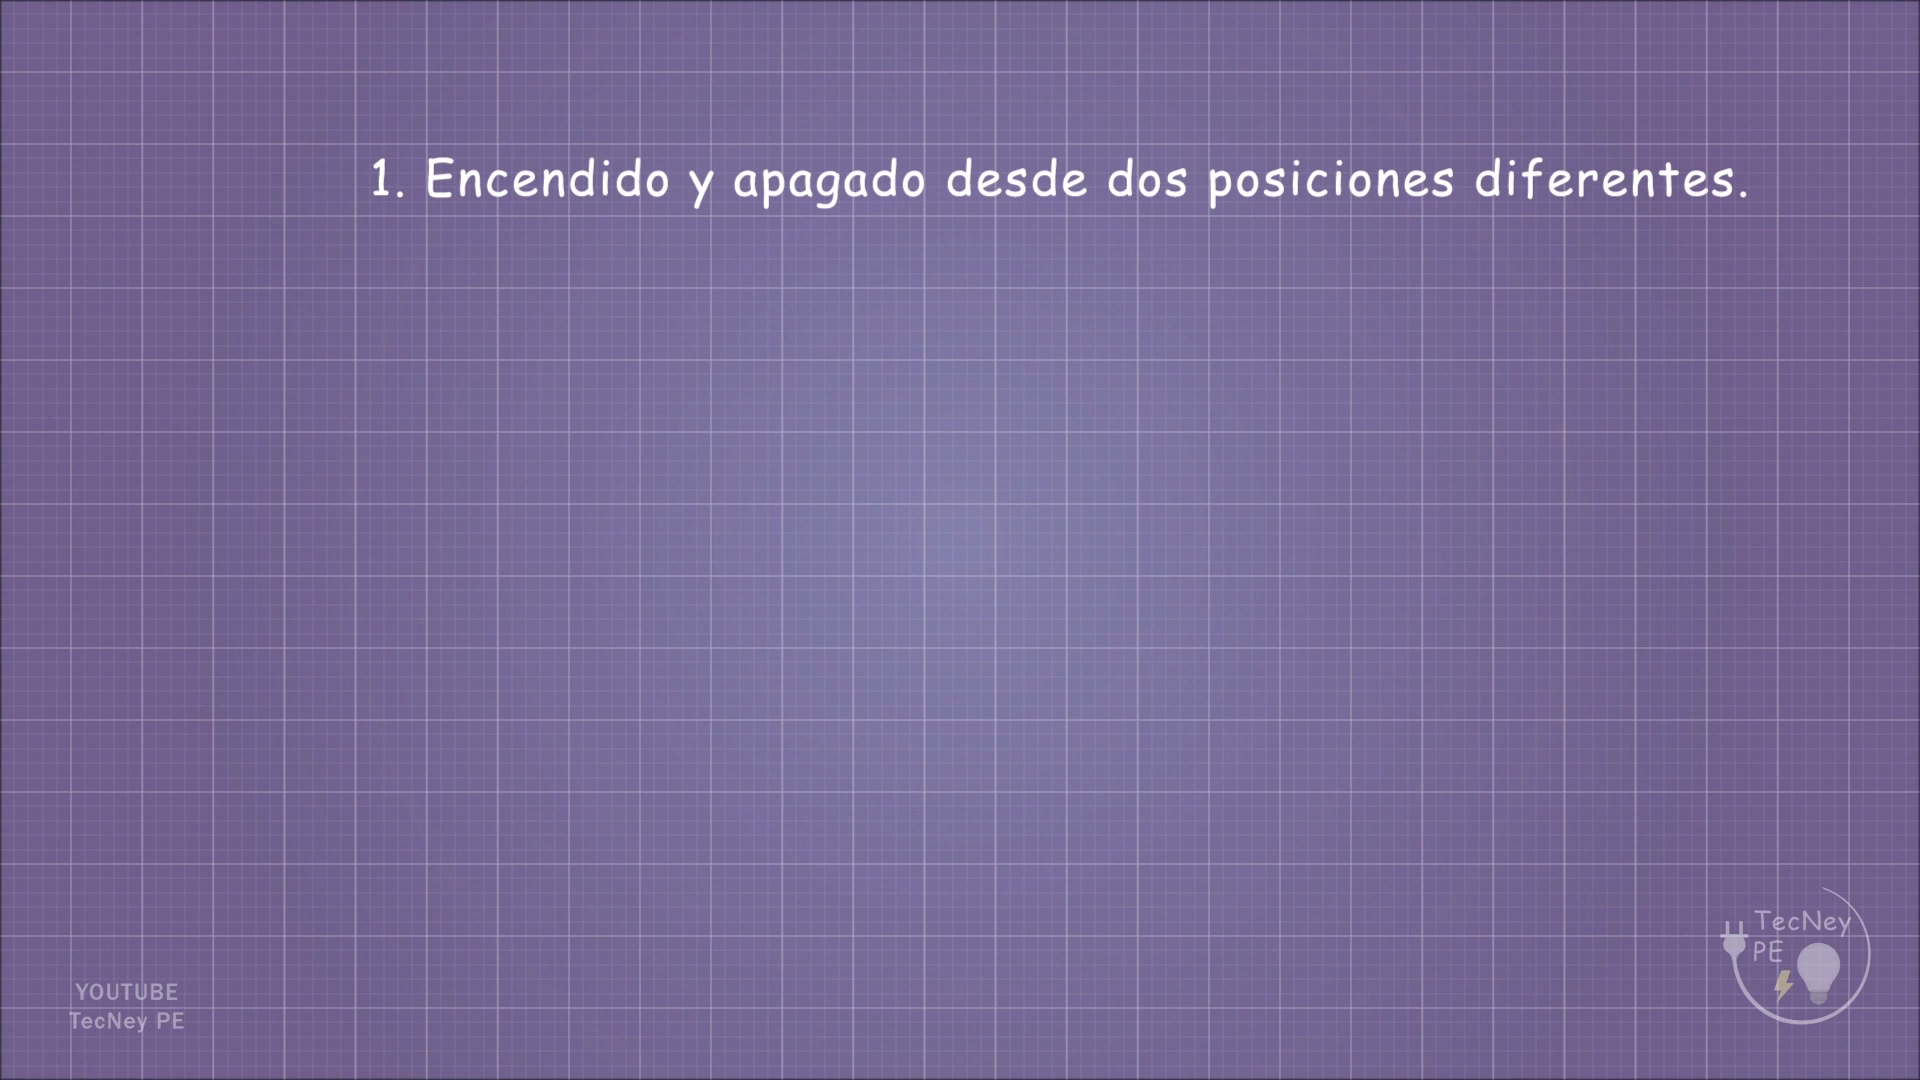 1. Encendido y apagado desde dos posiciones diferentes.
TecNey
PE
YOUTUBE
TecNey PE